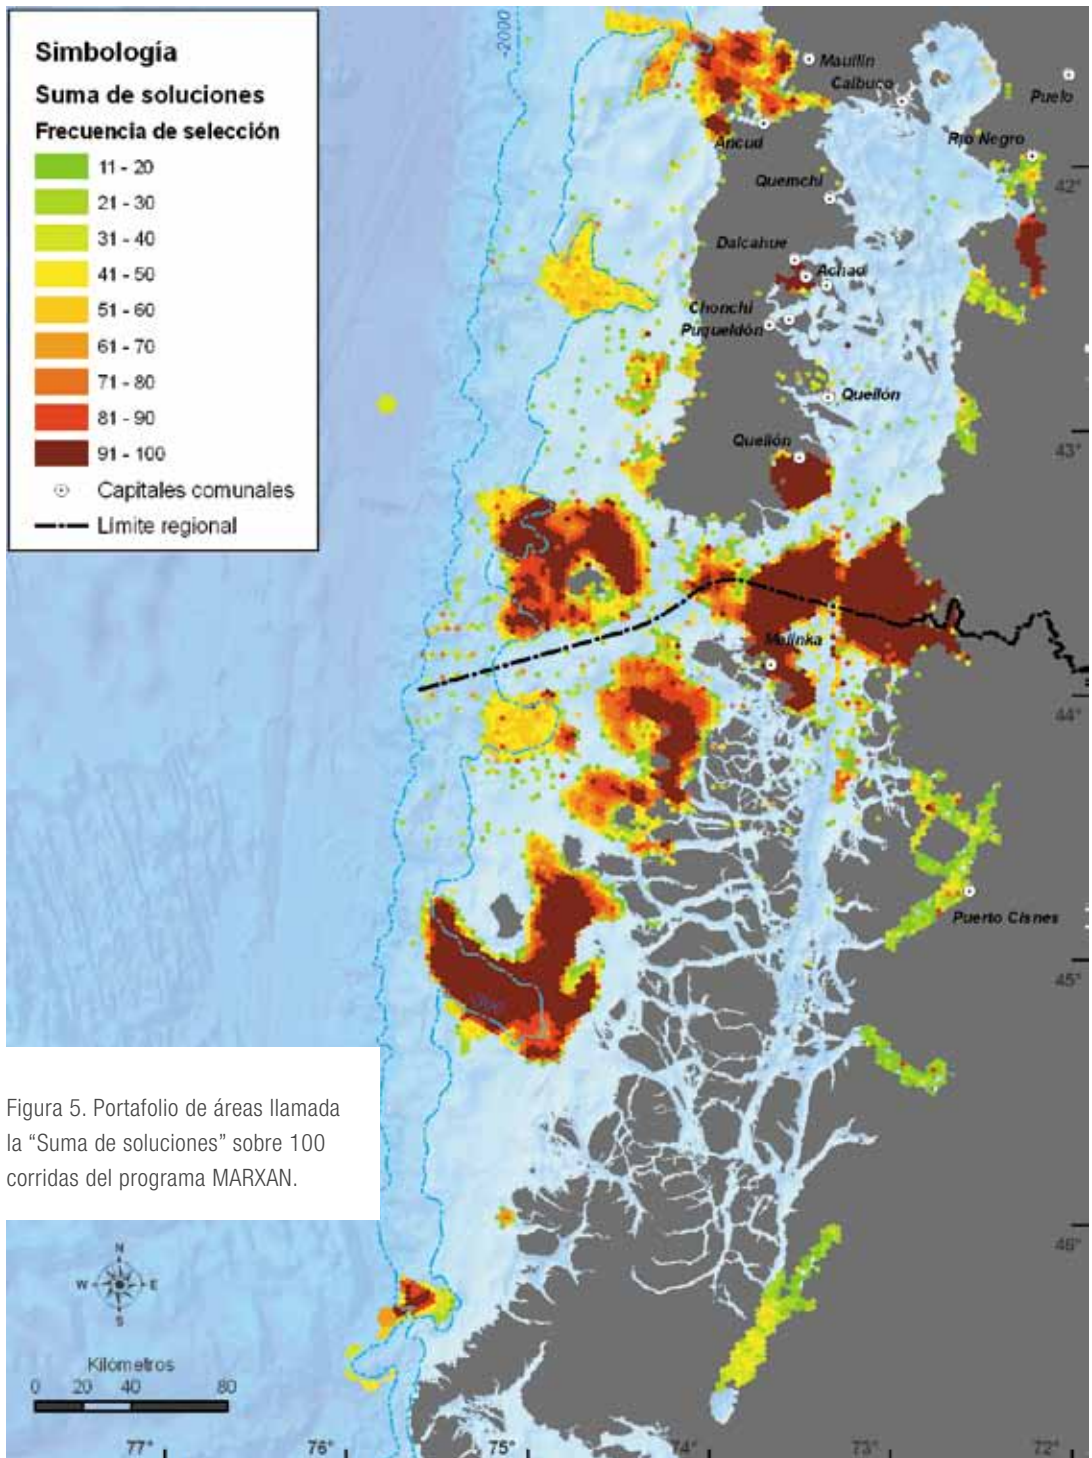 Simbología
Suma de soluciones
Frecuencia de selección
11 - 20
21 - 30
31 - 40
41 - 50
51 - 60
61 - 70
71 - 80
81 - 90
91 - 100
Capitales comunales
Límite regional
-2000
Maullín
Calbuco
Puelo
Ancud
Río Negro
42°
Quemchi
Dalcahue
Achao
Chonchi
Puqueldón
Queilón
43°
Quellón
Melinka
44°
Puerto Cisnes
45°
Figura 5. Portafolio de áreas llamada
la “Suma de soluciones” sobre 100
corridas del programa MARXAN.
46°
N
W E
S
Kilómetros
0 20 40 80
77° 76° 75° 74° 73° 72°